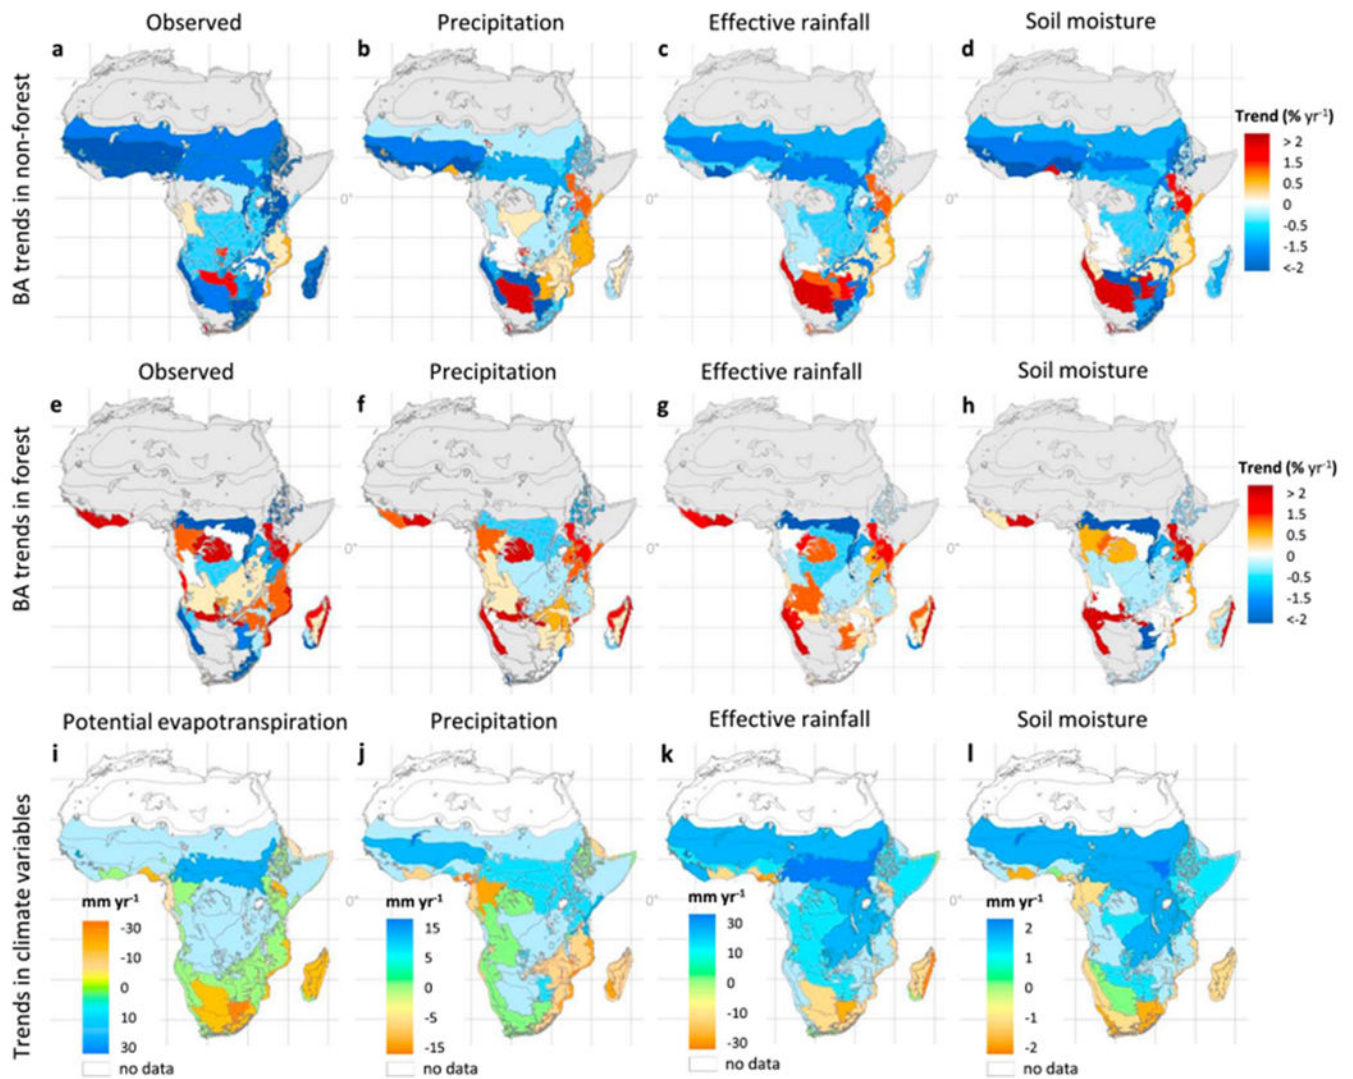 Observed Precipitation Effective rainfall Soil moisture
a b c d
BA trends in non-forest
Trend (% yr-1)
> 2
1.5
0.5
0
-0.5
-1.5
<-2
0° 0° 0°
Observed Precipitation Effective rainfall Soil moisture
e f g h
BA trends in forest
Trend (% yr-1)
> 2
1.5
0.5
0
-0.5
-1.5
<-2
0° 0° 0°
Potential evapotranspiration Precipitation Effective rainfall Soil moisture
i j k l
Trends in climate variables
0° 0° 0°
mm yr-1 mm yr-1 mm yr-1 mm yr-1
-30 15 30 2
-10 5 10 1
0 0 0 0
10 -5 -10 -1
30 -15 -30 -2
no data no data no data no data